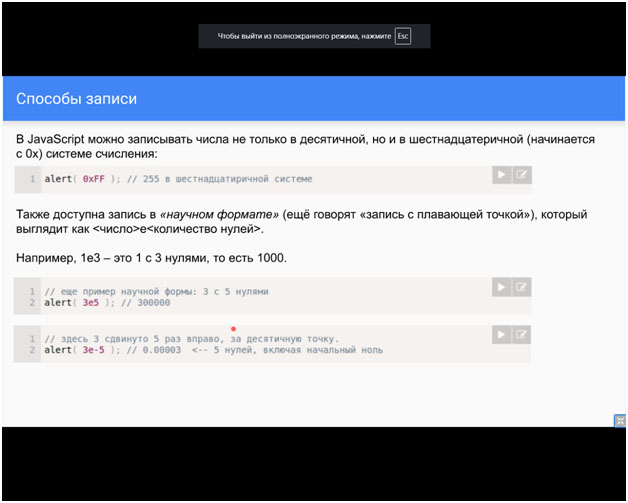 Чтобы выйти из полноэкранного режима, нажмите Esc
Способы записи
В JavaScript можно записывать числа не только в десятичной, но и в шестнадцатеричной (начинается
с 0x) системе счисления:
1 alert( 0xFF ); // 255 в шестнадцатиричной системе
Также доступна запись в «научном формате» (ещё говорят «запись с плавающей точкой»), который
выглядит как <число>e<количество нулей>.
Например, 1e3 – это 1 с 3 нулями, то есть 1000.
1 // еще пример научной формы: 3 с 5 нулями
2 alert( 3e5 ); // 300000
1 // здесь 3 сдвинуто 5 раз вправо, за десятичную точку.
2 alert( 3e-5 ); // 0.00003 <-- 5 нулей, включая начальный ноль